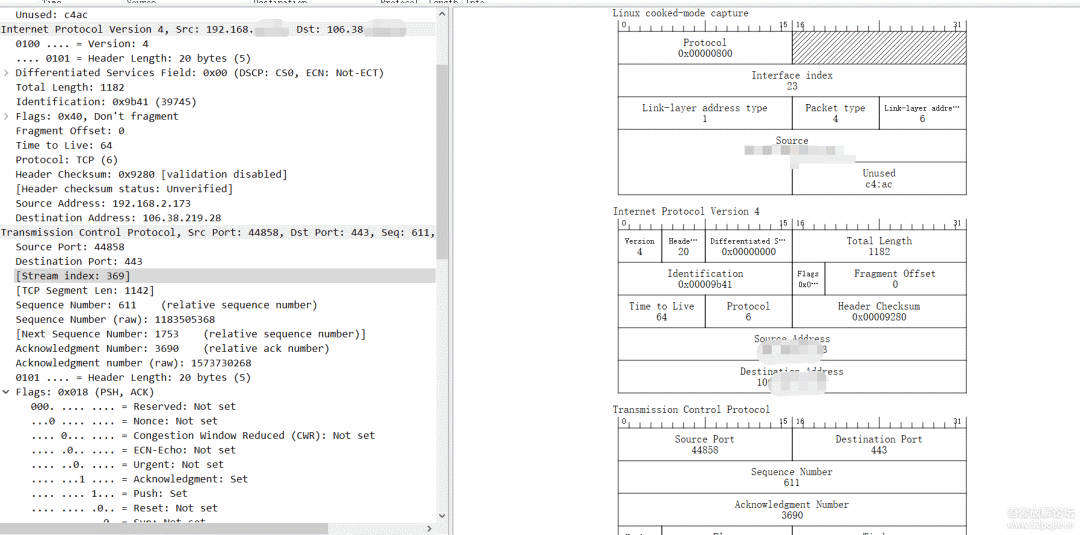 Unused: c4ac
Internet Protocol Version 4, Src: 192.168. Dst: 106.38
0100 .... = Version: 4
.... 0101 = Header Length: 20 bytes (5)
Differentiated Services Field: 0x00 (DSCP: CS0, ECN: Not-ECT)
Total Length: 1182
Identification: 0x9b41 (39745)
Flags: 0x40, Don't fragment
Fragment Offset: 0
Time to Live: 64
Protocol: TCP (6)
Header Checksum: 0x9280 [validation disabled]
[Header checksum status: Unverified]
Source Address: 192.168.2.173
Destination Address: 106.38.219.28
Transmission Control Protocol, Src Port: 44858, Dst Port: 443, Seq: 611,
Source Port: 44858
Destination Port: 443
[Stream index: 369]
[TCP Segment Len: 1142]
Sequence Number: 611    (relative sequence number)
Sequence Number (raw): 1183505368
[Next Sequence Number: 1753    (relative sequence number)]
Acknowledgment Number: 3690    (relative ack number)
Acknowledgment number (raw): 1573730268
0101 .... = Header Length: 20 bytes (5)
Flags: 0x018 (PSH, ACK)
000. .... .... = Reserved: Not set
...0 .... .... = Nonce: Not set
.... 0... .... = Congestion Window Reduced (CWR): Not set
.... .0.. .... = ECN-Echo: Not set
.... ..0. .... = Urgent: Not set
.... ...1 .... = Acknowledgment: Set
.... .... 1... = Push: Set
.... .... .0.. = Reset: Not set
Linux cooked-mode capture
0 15 16 31
Protocol
0x00000800
Interface index
23
Link-layer address type Packet type Link-layer addre…
1 4 6
Source
Unused
c4:ac
Internet Protocol Version 4
0 15 16 31
Version Heade… Differentiated S… Total Length
4 20 0x00000000 1182
Identification Flags Fragment Offset
0x00009b41 0x0… 0
Time to Live Protocol Header Checksum
64 6 0x00009280
Source Address
3
Destination Address
10
Transmission Control Protocol
0 15 16 31
Source Port Destination Port
44858 443
Sequence Number
611
Acknowledgment Number
3690
吾爱破解论坛
www.52pojie.cn